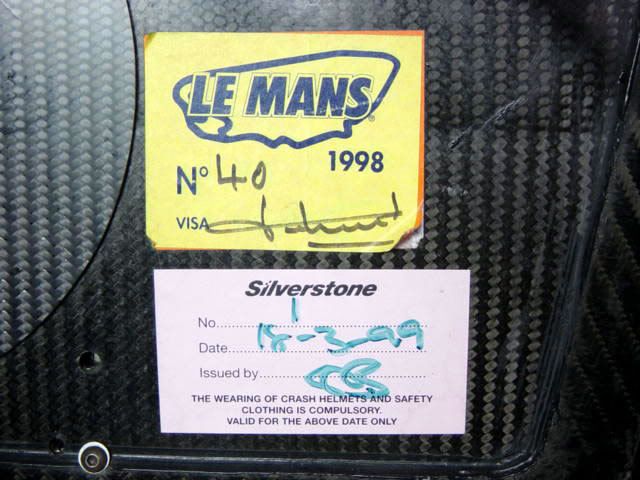 LE MANS®
1998
Nº 40
VISA
Silverstone
No. 1
Date 18-3-99
Issued by
THE WEARING OF CRASH HELMETS AND SAFETY
CLOTHING IS COMPULSORY.
VALID FOR THE ABOVE DATE ONLY